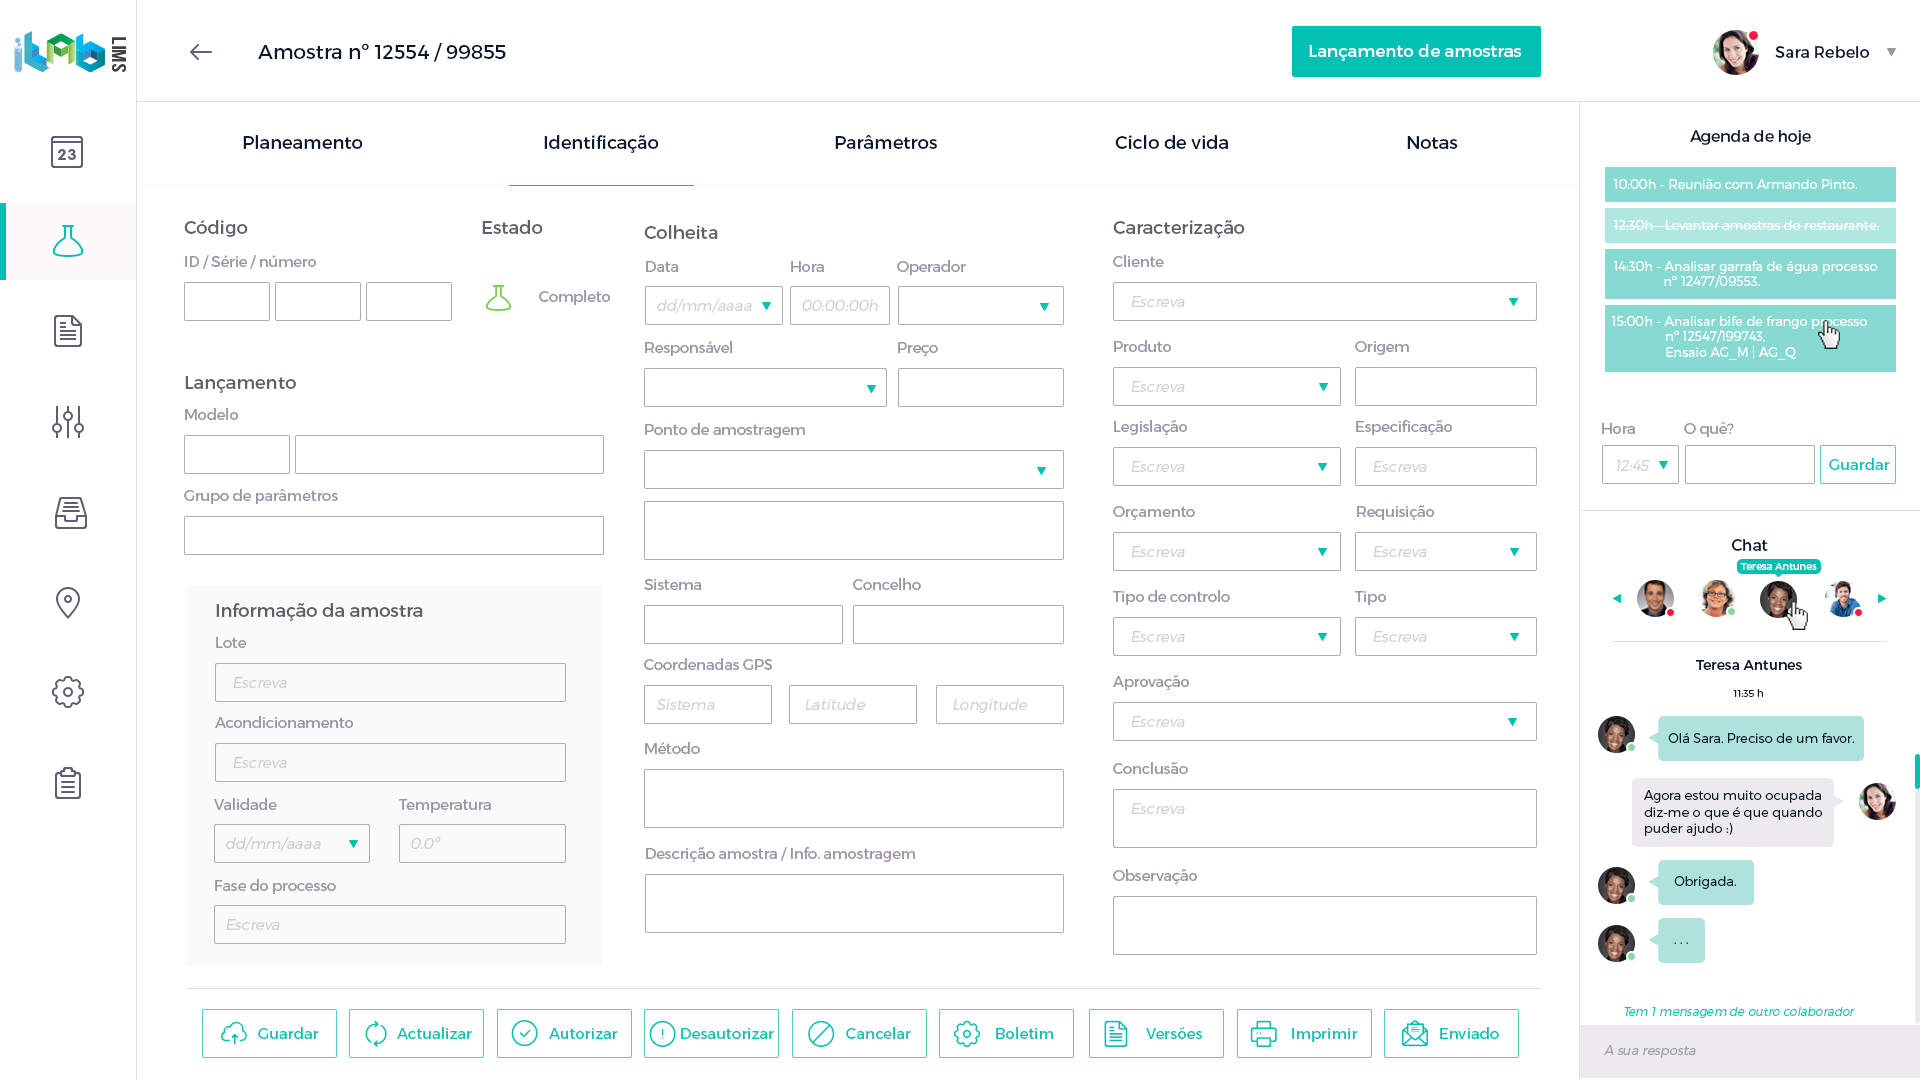 iLAB LIMS
Amostra nº 12554 / 99855
Lançamento de amostras
Sara Rebelo
23
Planeamento
Identificação
Parâmetros
Ciclo de vida
Notas
Código
ID / Série / número
Estado
Completo
Lançamento
Modelo
Grupo de parâmetros
Informação da amostra
Lote
Escreva
Acondicionamento
Escreva
Validade
Temperatura
dd/mm/aaaa
0.0º
Fase do processo
Escreva
Colheita
Data
Hora
Operador
dd/mm/aaaa
00:00:00h
Responsável
Preço
Ponto de amostragem
Sistema
Concelho
Coordenadas GPS
Sistema
Latitude
Longitude
Método
Descrição amostra / Info. amostragem
Caracterização
Cliente
Escreva
Produto
Origem
Escreva
Legislação
Especificação
Escreva
Escreva
Orçamento
Requisição
Escreva
Escreva
Tipo de controlo
Tipo
Escreva
Escreva
Aprovação
Escreva
Conclusão
Escreva
Observação
Guardar
Actualizar
Autorizar
Desautorizar
Cancelar
Boletim
Versões
Imprimir
Enviado
Agenda de hoje
10:00h - Reunião com Armando Pinto.
12:30h - Levantar amostras do restaurante.
14:30h - Analisar garrafa de água processo
nº 12477/09553.
15:00h - Analisar bife de frango processo
nº 12547/199743,
Ensaio AG_M | AG_Q
Hora
O quê?
12:45
Guardar
Chat
Teresa Antunes
Teresa Antunes
11:35 h
Olá Sara. Preciso de um favor.
Agora estou muito ocupada
diz-me o que é que quando
puder ajudo :)
Obrigada.
. . .
Tem 1 mensagem de outro colaborador
A sua resposta